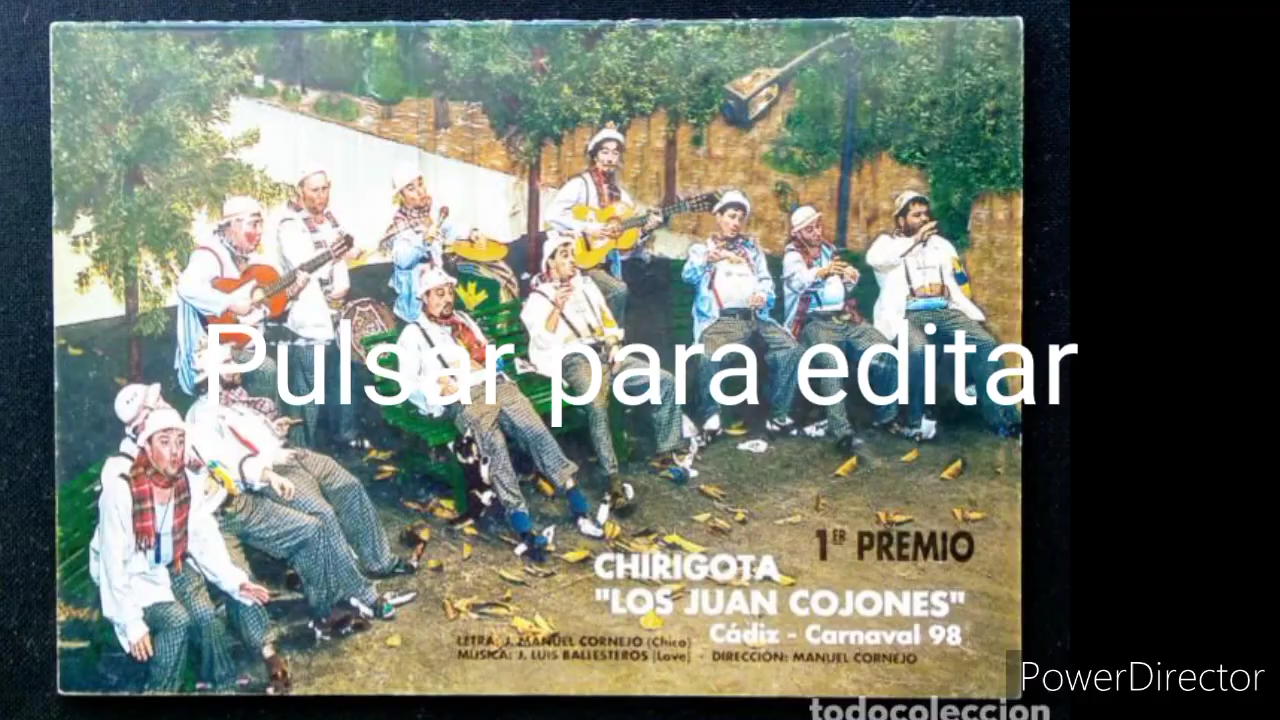 Pulsar para editar
1ER PREMIO
CHIRIGOTA
"LOS JUAN COJONES"
Cádiz - Carnaval 98
LETRA: J. MANUEL CORNEJO (Chico)
MUSICA: J. LUIS BALLESTEROS (Love) - DIRECCIÓN: MANUEL CORNEJO
PowerDirector
todocoleccion